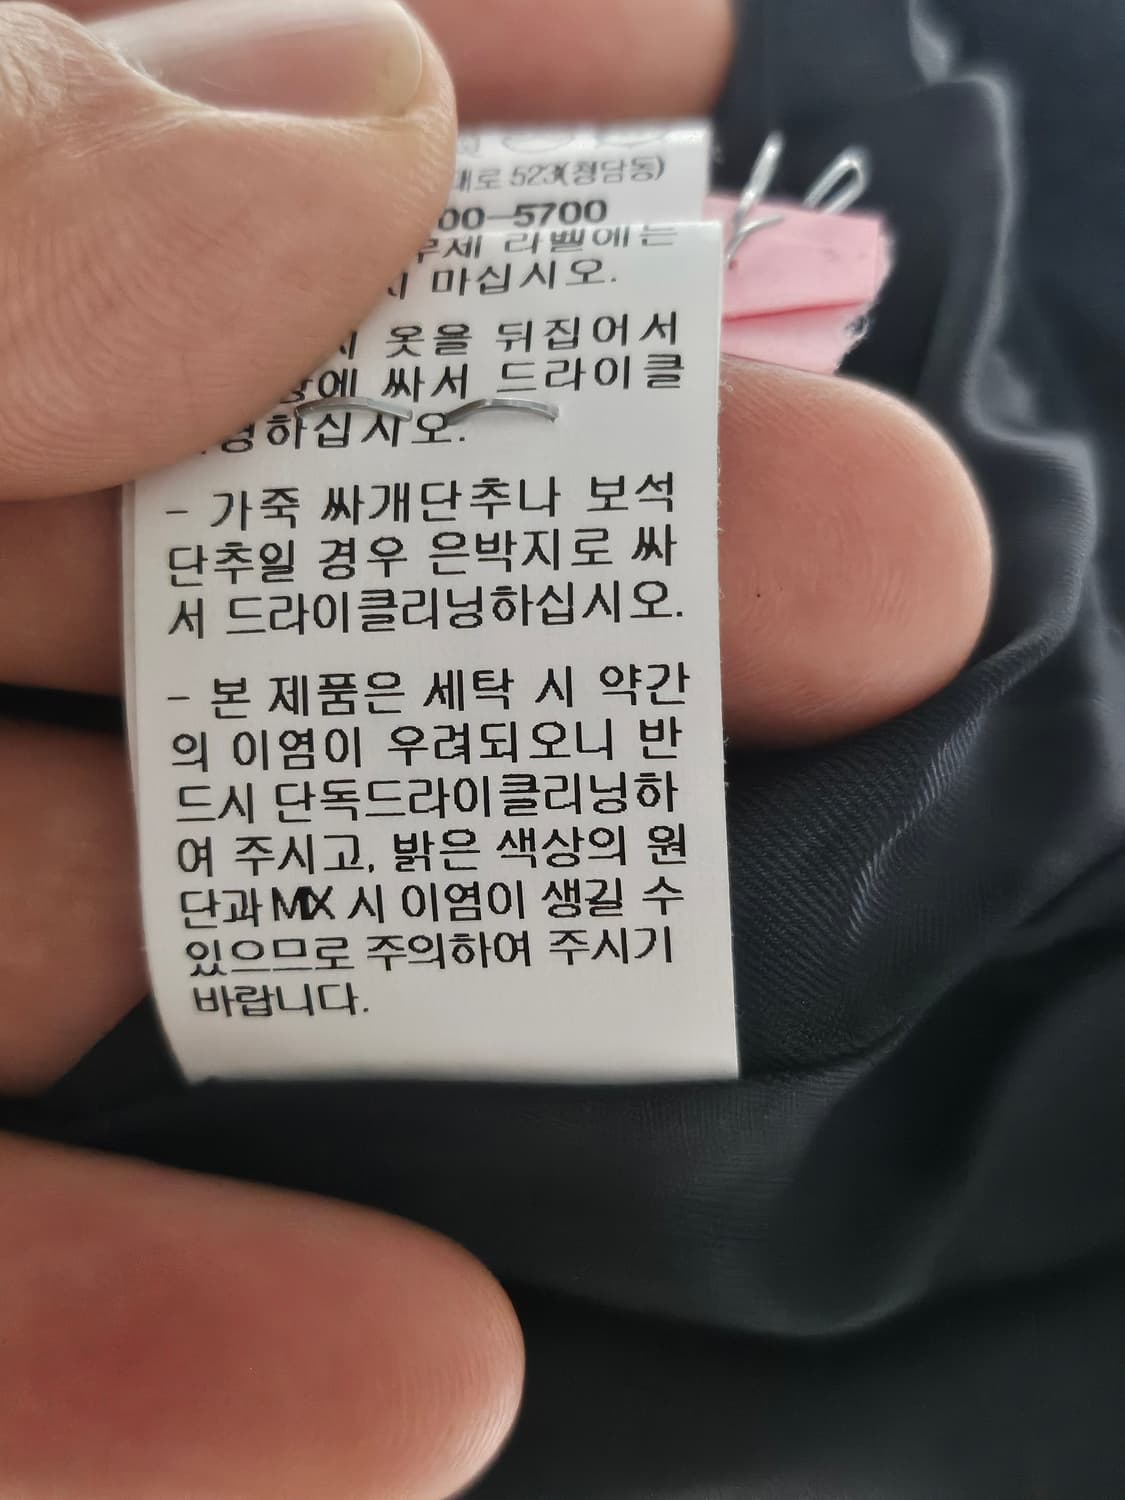 대로 523(청담동)
00-5700
라벨에는
마십시오.
옷을 뒤집어서
싸서 드라이클
하십시오.
- 가죽 싸개단추나 보석
단추일 경우 은박지로 싸
서 드라이클리닝하십시오.
- 본 제품은 세탁 시 약간
의 이염이 우려되오니 반
드시 단독드라이클리닝하
여 주시고, 밝은 색상의 원
단과 MIX 시 이염이 생길 수
있으므로 주의하여 주시기
바랍니다.